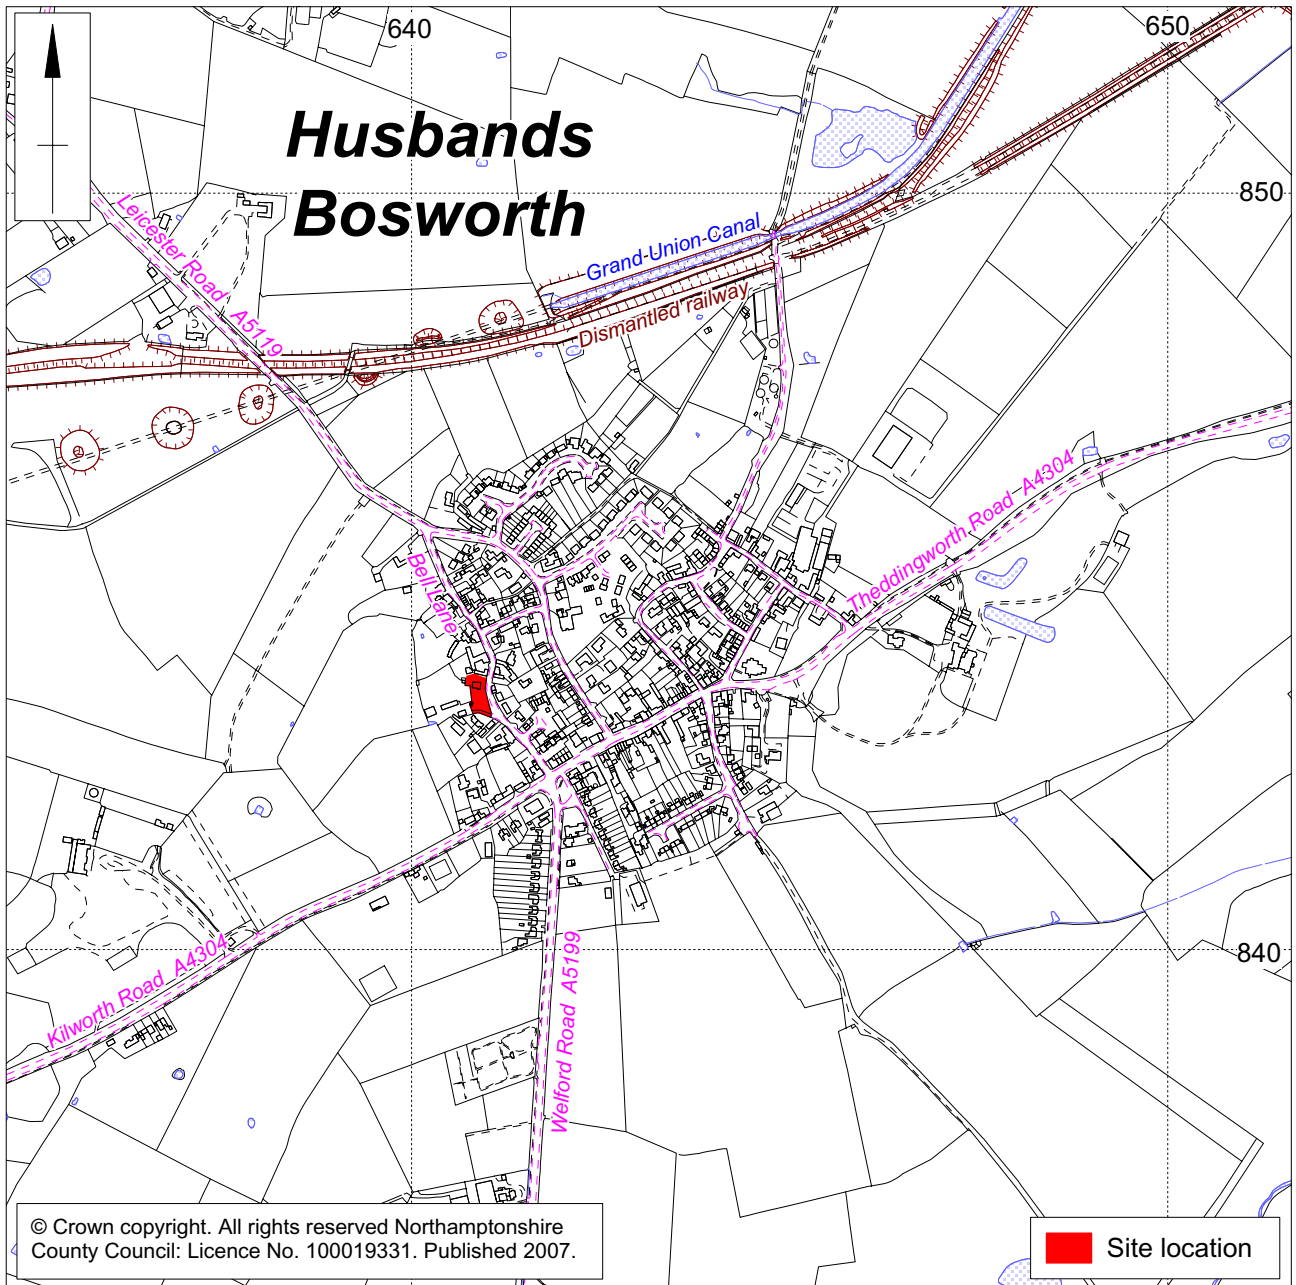 640
650
Husbands
Bosworth
850
Leicester Road A5119
Grand-Union-Canal
Dismantled railway
Theddingworth Road A4304
Bell Lane
840
Kilworth Road A4304
Welford Road A5199
© Crown copyright. All rights reserved Northamptonshire
County Council: Licence No. 100019331. Published 2007.
Site location